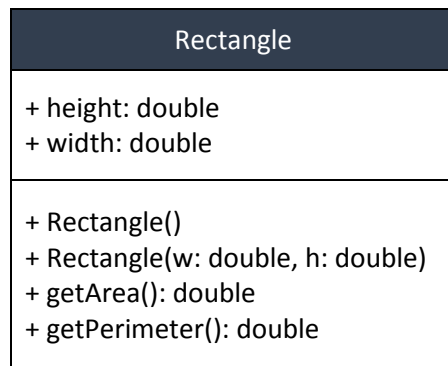 Rectangle
+ height: double
+ width: double
+ Rectangle()
+ Rectangle(w: double, h: double)
+ getArea(): double
+ getPerimeter(): double